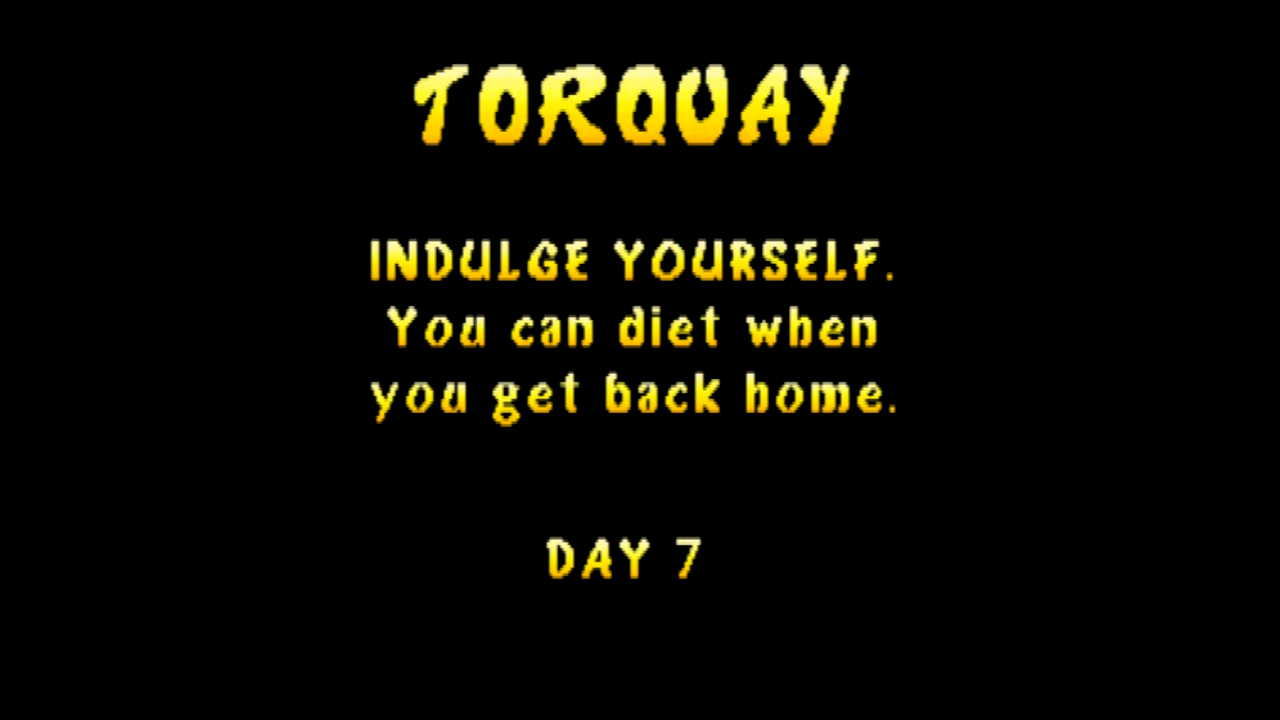 TORQUAY
INDULGE YOURSELF.
You can diet when
you get back home.
DAY 7